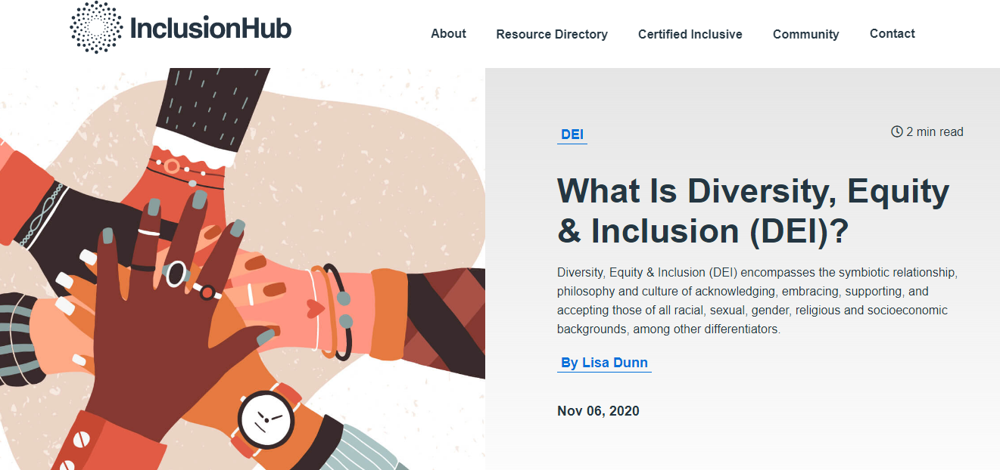 InclusionHub
About
Resource Directory
Certified Inclusive
Community
Contact
DEI
2 min read
What Is Diversity, Equity
& Inclusion (DEI)?
Diversity, Equity & Inclusion (DEI) encompasses the symbiotic relationship,
philosophy and culture of acknowledging, embracing, supporting, and
accepting those of all racial, sexual, gender, religious and socioeconomic
backgrounds, among other differentiators.
By Lisa Dunn
Nov 06, 2020